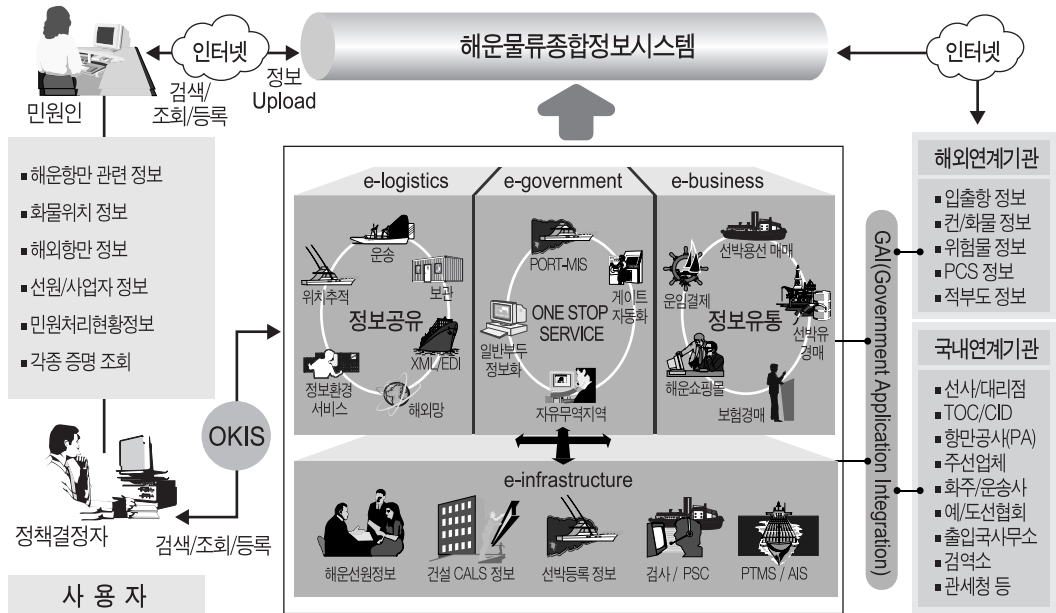 인터넷
해운물류종합정보시스템
인터넷
민원인
검색/
조회/등록
정보
Upload
▪해운항만 관련 정보
▪화물위치 정보
▪해외항만 정보
▪선원/사업자 정보
▪민원처리현황정보
▪각종 증명 조회
OKIS
정책결정자
검색/조회/등록
사 용 자
e-logistics
운송
위치추적
보관
정보공유
XML/EDI
정보환경
서비스
해외망
e-government
PORT-MIS
게이트
자동화
ONE STOP
SERVICE
일반부두
정보화
자유무역지역
e-business
선박용선 매매
운임결제
정보유통
선박유
경매
해운쇼핑몰
보험경매
e-infrastructure
해운선원정보
건설 CALS 정보
선박등록 정보
검사 / PSC
PTMS / AIS
GAI(Government Application Integration)
해외연계기관
▪입출항 정보
▪컨/화물 정보
▪위험물 정보
▪PCS 정보
▪적부도 정보
국내연계기관
▪선사/대리점
▪TOC/CID
▪항만공사(PA)
▪주선업체
▪화주/운송사
▪예/도선협회
▪출입국사무소
▪검역소
▪관세청 등